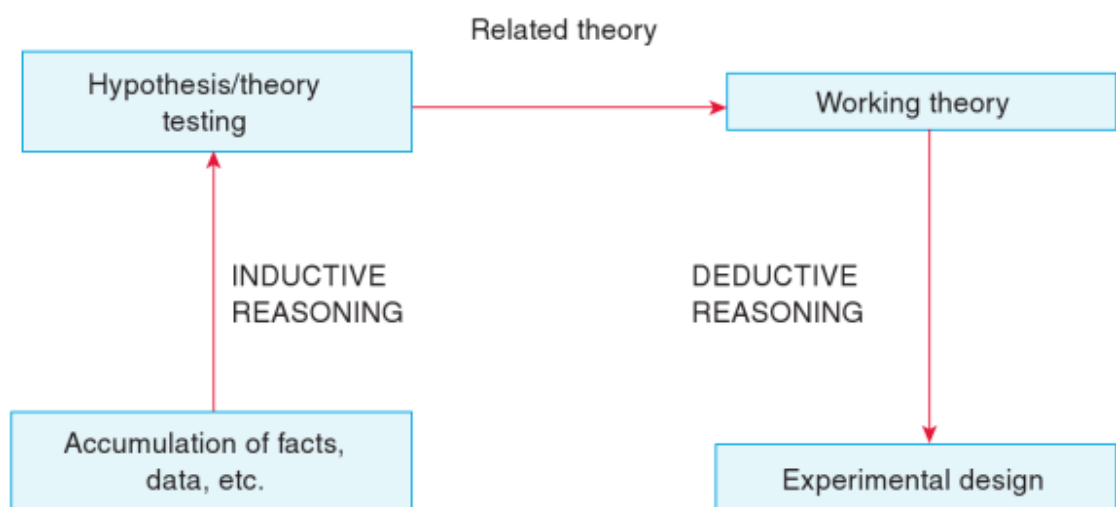 Related theory
Hypothesis/theory
testing
Working theory
INDUCTIVE
REASONING
DEDUCTIVE
REASONING
Accumulation of facts,
data, etc.
Experimental design